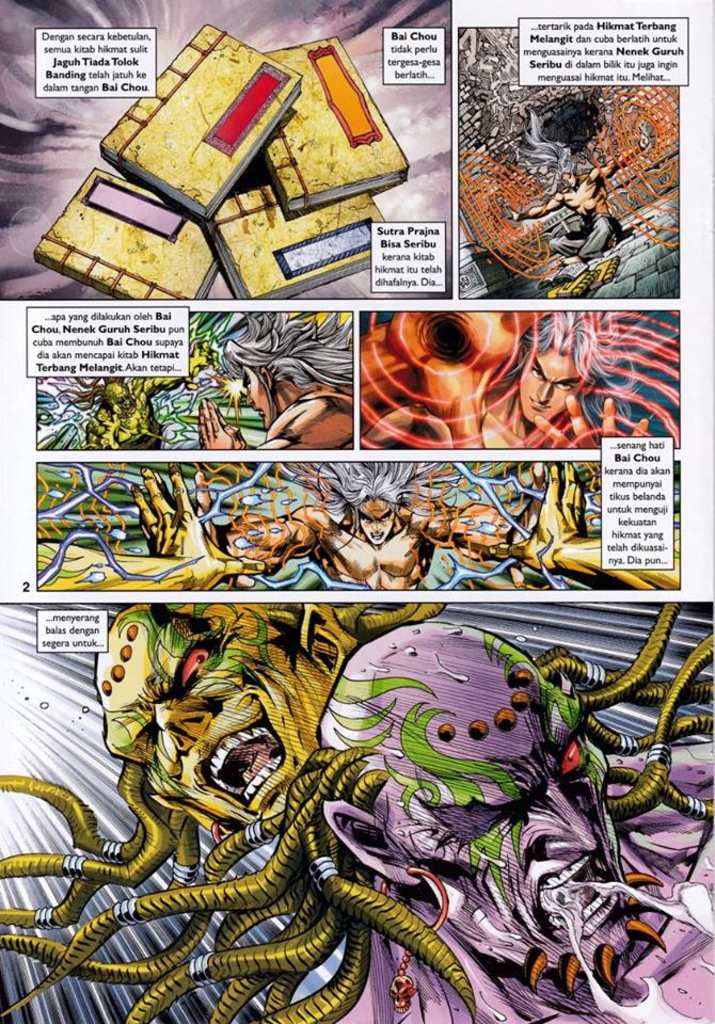 Dengan secara kebetulan,
semua kitab hikmat sulit
Jaguh Tiada Tolok
Banding telah jatuh ke
dalam tangan Bai Chou.
Bai Chou
tidak perlu
tergesa-gesa
berlatih...
Sutra Prajna
Bisa Seribu
kerana kitab
hikmat itu telah
dihafalnya. Dia...
...tertarik pada Hikmat Terbang
Melangit dan cuba berlatih untuk
menguasainya kerana Nenek Guruh
Seribu di dalam bilik itu juga ingin
menguasai hikmat itu. Melihat...
...apa yang dilakukan oleh Bai
Chou, Nenek Guruh Seribu pun
cuba membunuh Bai Chou supaya
dia akan mencapai kitab Hikmat
Terbang Melangit. Akan tetapi...
...senang hati
Bai Chou
kerana dia akan
mempunyai
tikus belanda
untuk menguji
kekuatan
hikmat yang
telah dikuasai-
nya. Dia pun...
2
...menyerang
balas dengan
segera untuk...